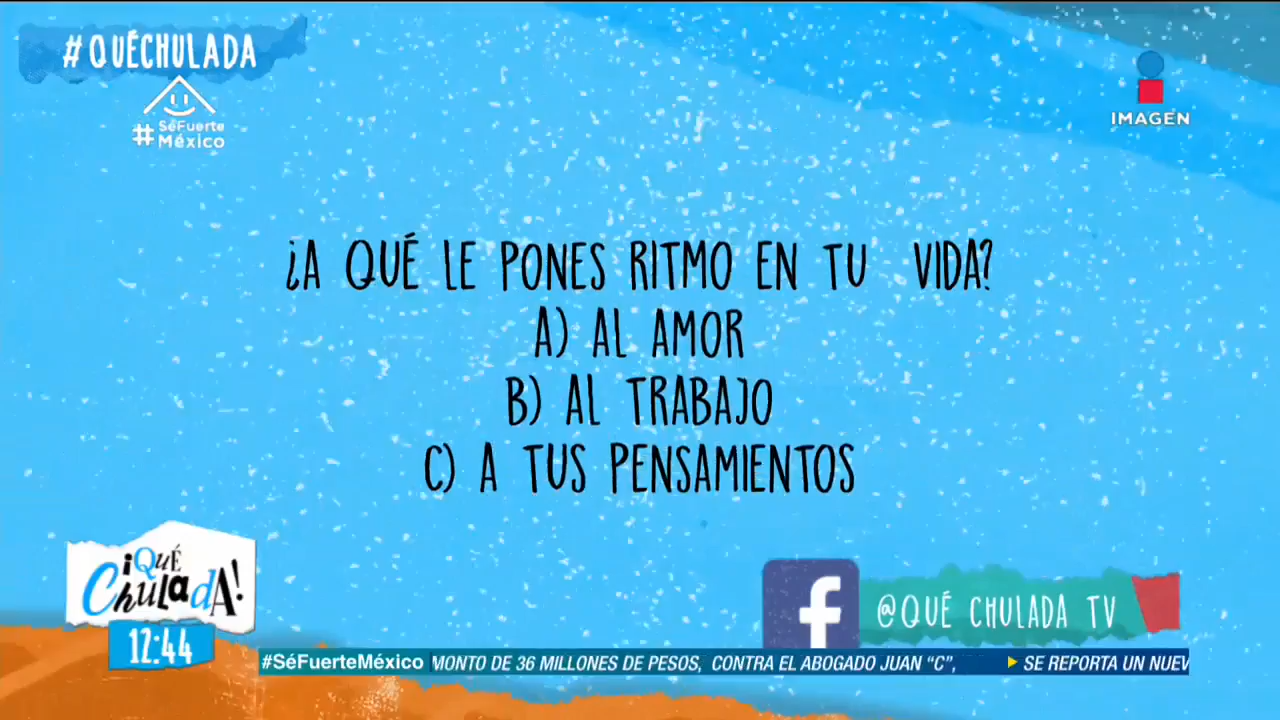 #QUÉCHULADA
#SéFuerte
México
IMAGEN
¿A QUÉ LE PONES RITMO EN TU VIDA?
A) AL AMOR
B) AL TRABAJO
C) A TUS PENSAMIENTOS
¡QUÉ
ChuLadA!
@QUÉ CHULADA TV
12:44
#SéFuerteMéxico MONTO DE 36 MILLONES DE PESOS, CONTRA EL ABOGADO JUAN “C”, SE REPORTA UN NUEV